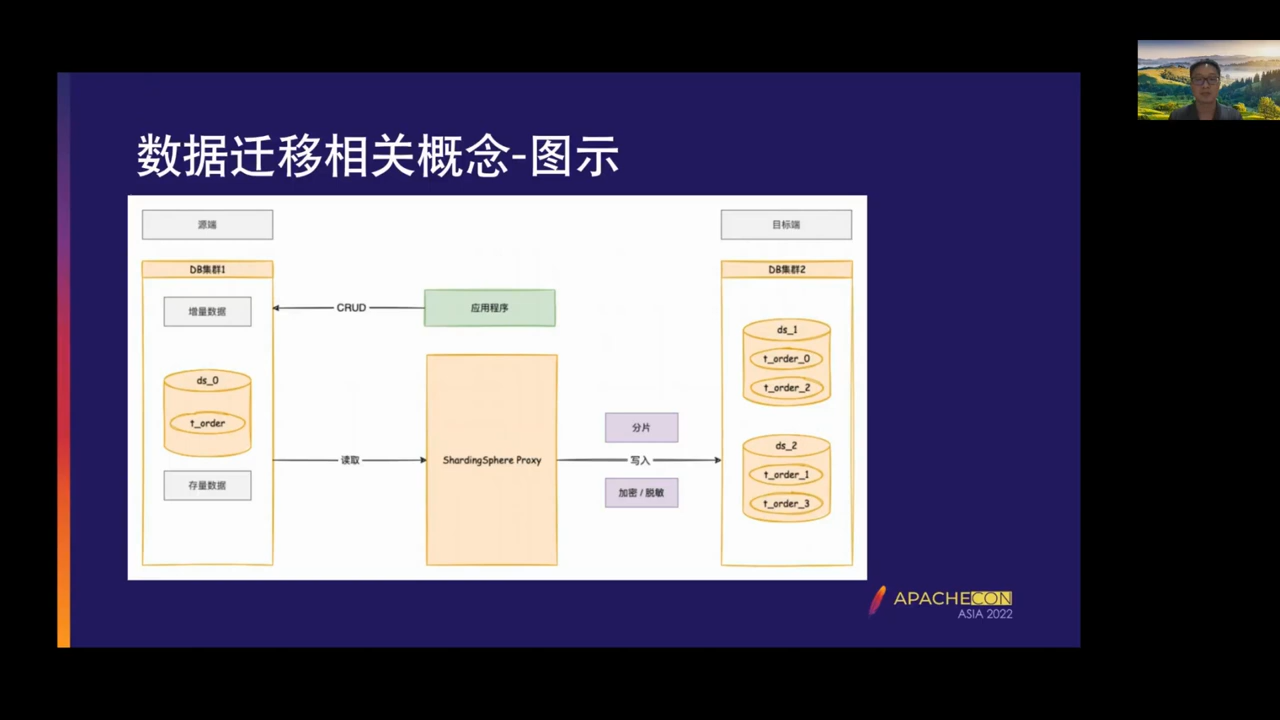 数据迁移相关概念-图示
源端
目标端
DB集群1
DB集群2
增量数据
CRUD
应用程序
ds_0
t_order
存量数据
读取
ShardingSphere Proxy
分片
写入
加密 / 脱敏
ds_1
t_order_0
t_order_2
ds_2
t_order_1
t_order_3
APACHECON
ASIA 2022